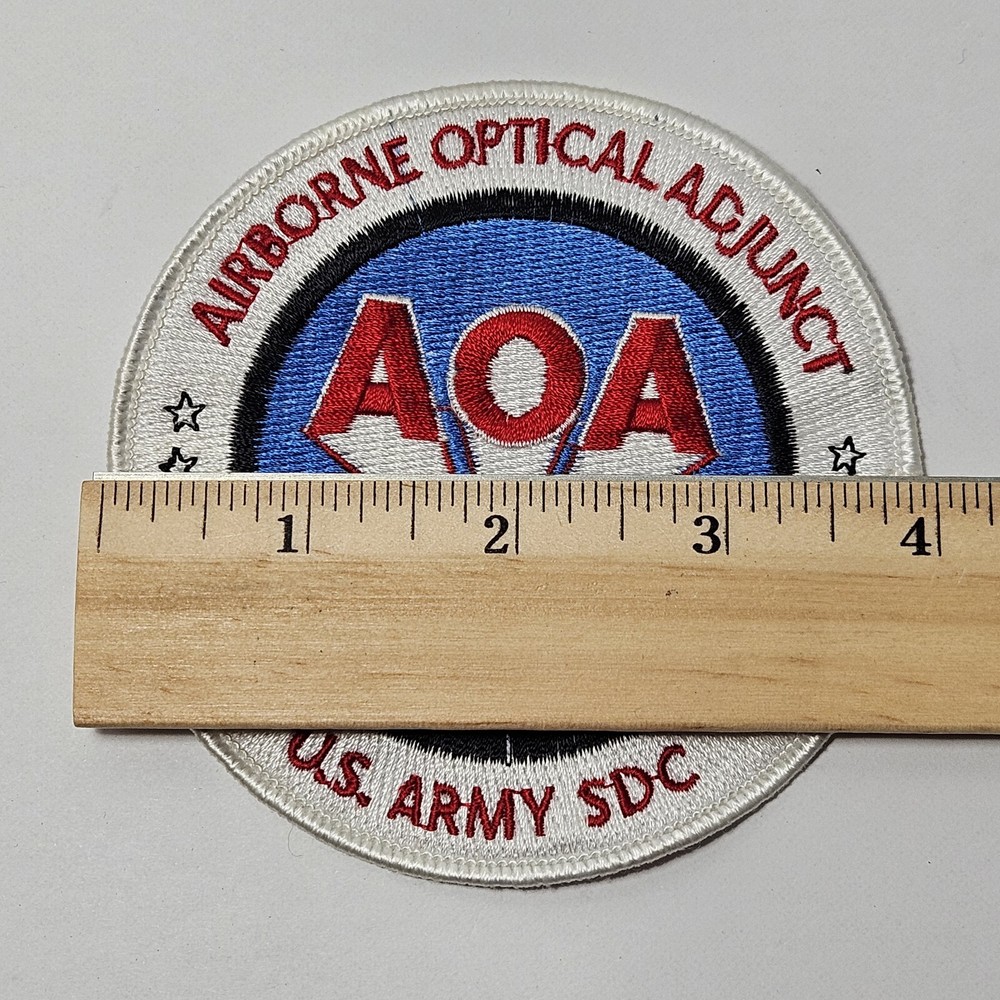 AIRBORNE OPTICAL ADJUNCT
AOA
1 2 3 4
U.S. ARMY SDC